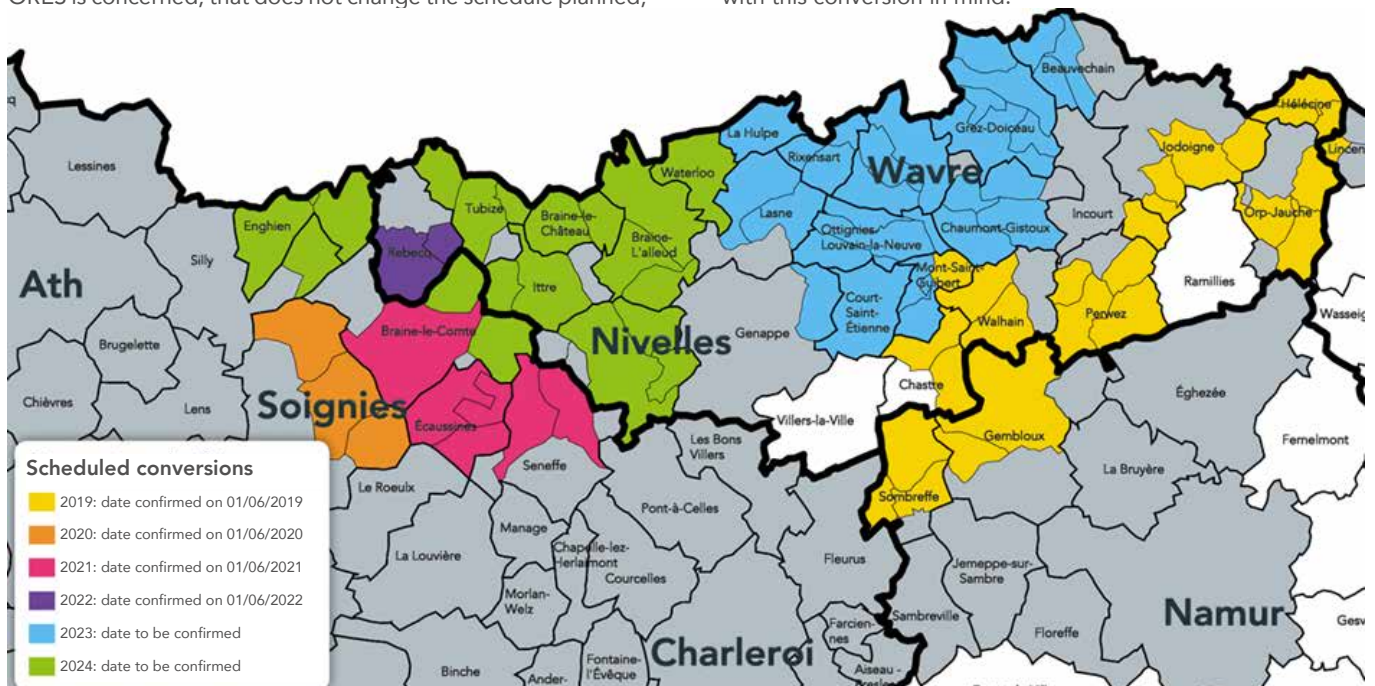 ORES is concerned, that does not change the schedule planned,
with this conversion in mind.
Beauvechain
Hélécine
La Hulpe
Grez-Doiceau
Jodoigne
Lessines
Rixensart
Waterloo
Wavre
Enghien
Tubize
Braine-le-
Château
Lasne
Incourt
Orp-Jauche
Silly
Rebecq
Braine-
L'alleud
Ottignies-
Louvain-la-Neuve
Chaumont-Gistoux
Ath
Ittre
Mont-Saint-
Guibert
Ramillies
Court-
Saint-
Étienne
Brugelette
Braine-le-Comte
Nivelles
Genappe
Walhain
Perwez
Chièvres
Lens
Soignies
Écaussines
Chastre
Éghezée
Villers-la-Ville
Gembloux
Fernelmont
Les Bons
Villers
La Bruyère
Seneffe
Le Roeulx
Sombreffe
Pont-à-Celles
Manage
La Louvière
Chapelle-lez-
Herlaimont
Courcelles
Fleurus
Jemeppe-sur-
Sambre
Morlan-
Welz
Sambreville
Namur
Floreffe
Farcien-
nes
Charleroi
Aiseau -
Binche
Ander-
Fontaine-
l'Évêque
Scheduled conversions
2019: date confirmed on 01/06/2019
2020: date confirmed on 01/06/2020
2021: date confirmed on 01/06/2021
2022: date confirmed on 01/06/2022
2023: date to be confirmed
2024: date to be confirmed